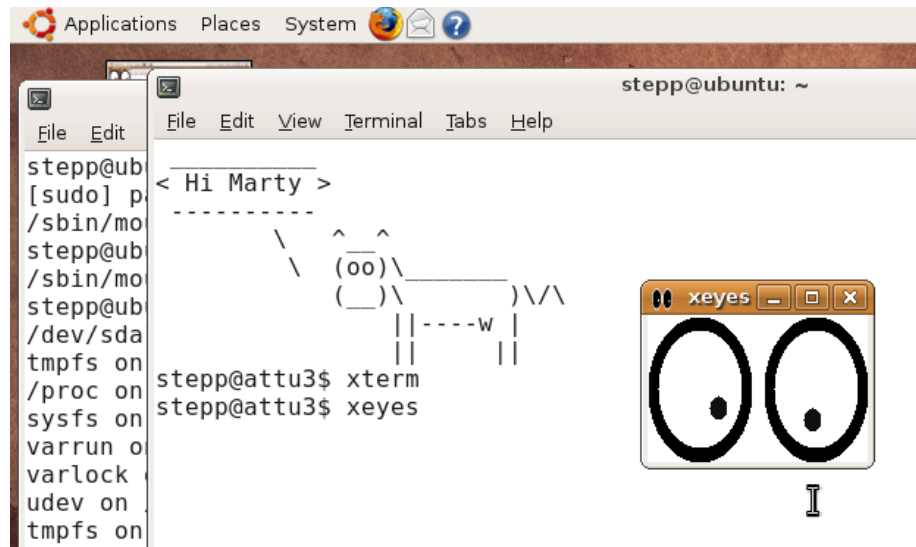 Applications Places System
stepp@ubuntu: ~
File Edit
File Edit View Terminal Tabs Help
stepp@ub
[sudo] p
/sbin/mo
stepp@ub
/sbin/mo
stepp@ub
/dev/sda
tmpfs on
/proc on
sysfs on
varrun o
varlock
udev on
tmpfs on
 __________
< Hi Marty >
 ----------
        \   ^__^
         \  (oo)\_______
            (__)\       )\/\
                ||----w |
                ||     ||
stepp@attu3$ xterm
stepp@attu3$ xeyes
xeyes